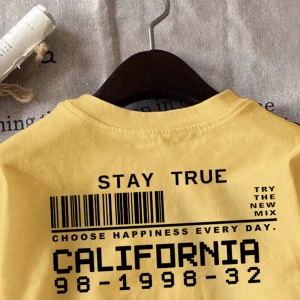 STAY TRUE
TRY
THE
NEW
MIX
CHOOSE HAPPINESS EVERY DAY.
CALIFORNIA
98-1998-32